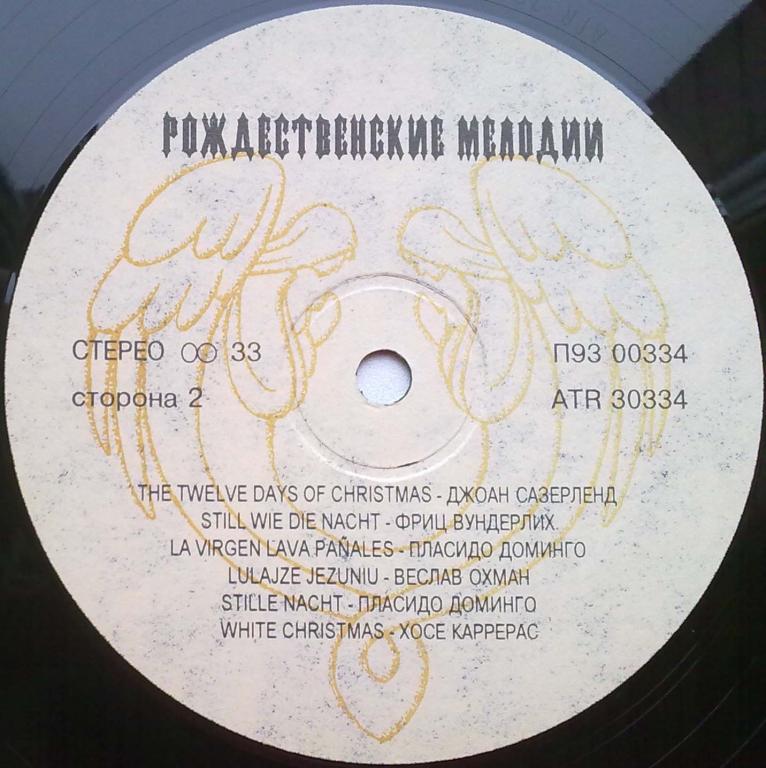 РОЖДЕСТВЕНСКИЕ МЕЛОДИИ
СТЕРЕО ꝏ 33 П93 00334
сторона 2 ATR 30334
THE TWELVE DAYS OF CHRISTMAS - ДЖОАН САЗЕРЛЕНД
STILL WIE DIE NACHT - ФРИЦ ВУНДЕРЛИХ
LA VIRGEN LAVA PAÑALES - ПЛАСИДО ДОМИНГО
LULAJZE JEZUNIU - ВЕСЛАВ ОХМАН
STILLE NACHT - ПЛАСИДО ДОМИНГО
WHITE CHRISTMAS - ХОСЕ КАРРЕРАС